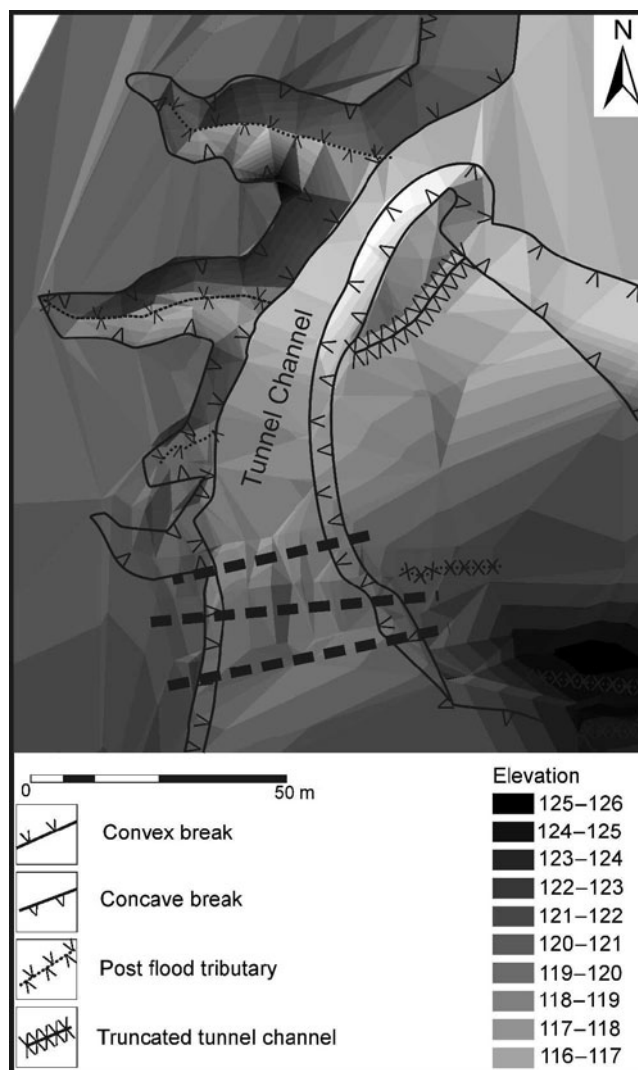 N
Tunnel Channel
0 50 m
Convex break
Concave break
Post flood tributary
Truncated tunnel channel
Elevation
125–126
124–125
123–124
122–123
121–122
120–121
119–120
118–119
117–118
116–117